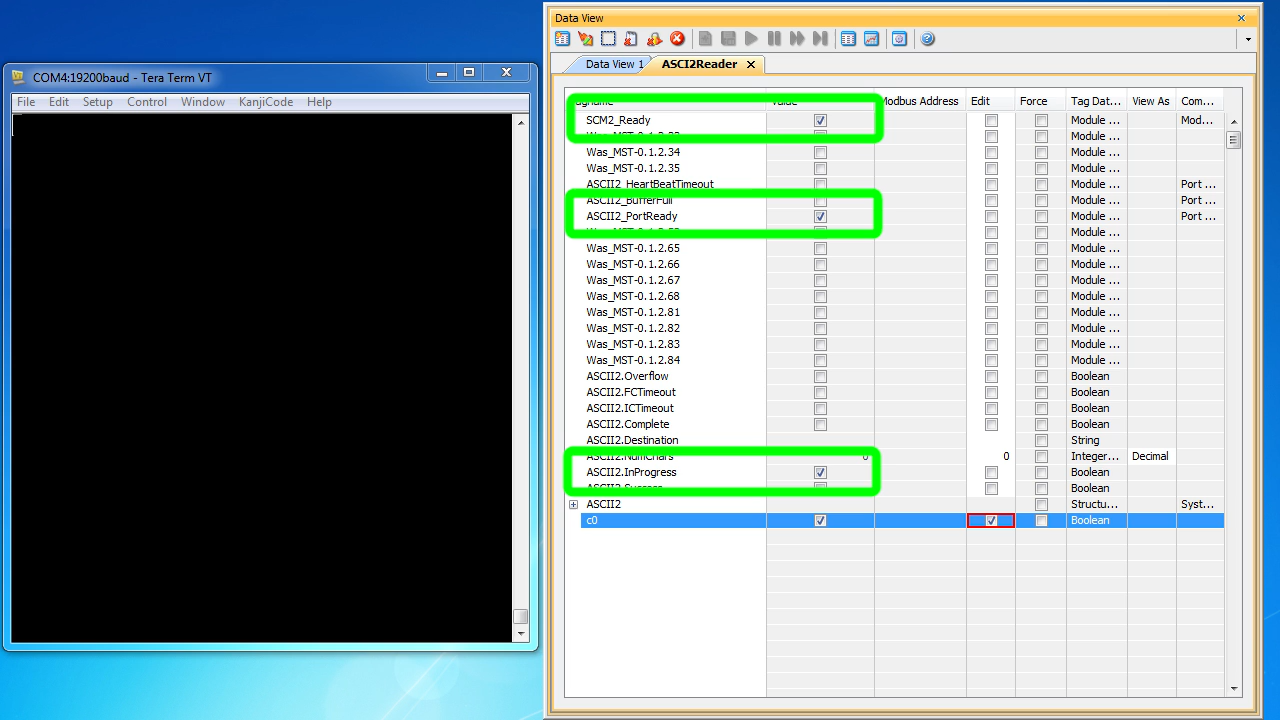 Data View
COM4:19200baud - Tera Term VT
File Edit Setup Control Window KanjiCode Help
Data View 1 ASCI2Reader
Modbus Address Edit Force Tag Dat... View As Com...
SCM2_Ready Module ... Mod...
Module ...
Was_MST-0.1.2.34 Module ...
Was_MST-0.1.2.35 Module ...
ASCII2_HeartBeatTimeout Module ... Port ...
ASCII2_BufferFull Module ... Port ...
ASCII2_PortReady Module ... Port ...
Module ...
Was_MST-0.1.2.65 Module ...
Was_MST-0.1.2.66 Module ...
Was_MST-0.1.2.67 Module ...
Was_MST-0.1.2.68 Module ...
Was_MST-0.1.2.81 Module ...
Was_MST-0.1.2.82 Module ...
Was_MST-0.1.2.83 Module ...
Was_MST-0.1.2.84 Module ...
ASCII2.Overflow Boolean
ASCII2.FCTimeout Boolean
ASCII2.ICTimeout Boolean
ASCII2.Complete Boolean
ASCII2.Destination String
ASCII2.NumChars 0 0 Integer... Decimal
ASCII2.InProgress Boolean
ASCII2.Success Boolean
ASCII2 Structu... Syst...
c0 Boolean